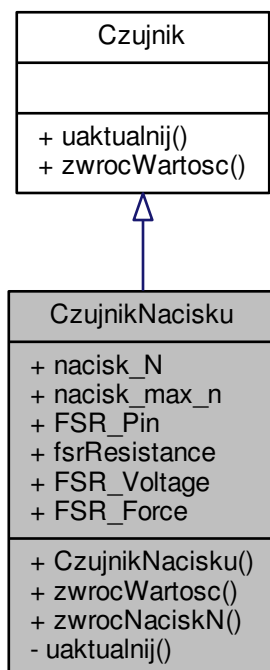 Czujnik
+ uaktualnij()
+ zwrocWartosc()
CzujnikNacisku
+ nacisk_N
+ nacisk_max_n
+ FSR_Pin
+ fsrResistance
+ FSR_Voltage
+ FSR_Force
+ CzujnikNacisku()
+ zwrocWartosc()
+ zwrocNaciskN()
- uaktualnij()